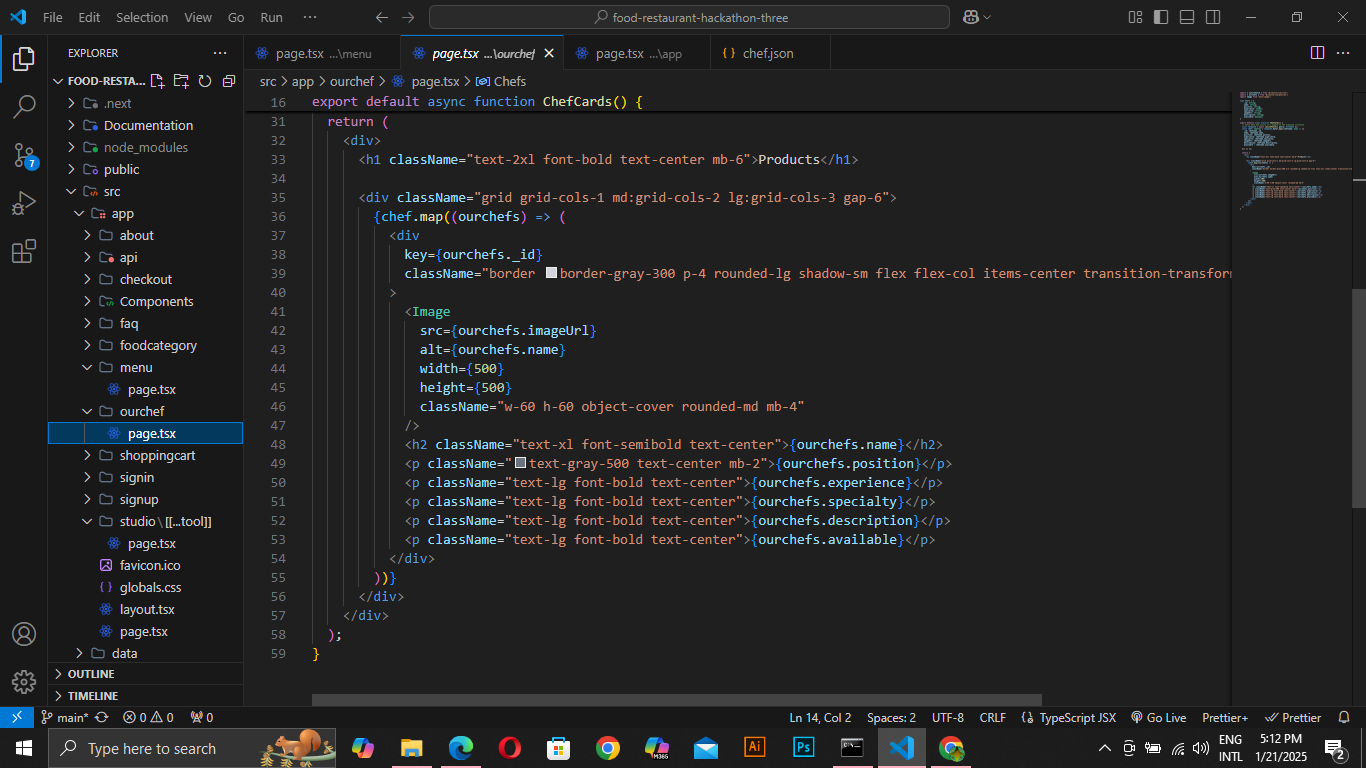 File Edit Selection View Go Run ··· food-restaurant-hackathon-three
EXPLORER ···
page.tsx ...\menu page.tsx ...\ourchef page.tsx ...\app {} chef.json
FOOD-RESTA...
src > app > ourchef > page.tsx > Chefs
.next
Documentation
node_modules
public
src
app
about
api
checkout
Components
faq
foodcategory
menu
page.tsx
ourchef
page.tsx
shoppingcart
signin
signup
studio\[[...tool]]
page.tsx
favicon.ico
globals.css
layout.tsx
page.tsx
data
OUTLINE
TIMELINE
7
16 export default async function ChefCards() {
31 return (
32 <div>
33 <h1 className="text-2xl font-bold text-center mb-6">Products</h1>
34
35 <div className="grid grid-cols-1 md:grid-cols-2 lg:grid-cols-3 gap-6">
36 {chef.map((ourchefs) => (
37 <div
38 key={ourchefs._id}
39 className="border border-gray-300 p-4 rounded-lg shadow-sm flex flex-col items-center transition-transfor
40 >
41 <Image
42 src={ourchefs.imageUrl}
43 alt={ourchefs.name}
44 width={500}
45 height={500}
46 className="w-60 h-60 object-cover rounded-md mb-4"
47 />
48 <h2 className="text-xl font-semibold text-center">{ourchefs.name}</h2>
49 <p className="text-gray-500 text-center mb-2">{ourchefs.position}</p>
50 <p className="text-lg font-bold text-center">{ourchefs.experience}</p>
51 <p className="text-lg font-bold text-center">{ourchefs.specialty}</p>
52 <p className="text-lg font-bold text-center">{ourchefs.description}</p>
53 <p className="text-lg font-bold text-center">{ourchefs.available}</p>
54 </div>
55 ))}
56 </div>
57 </div>
58 );
59 }
main* 0 0 0 Ln 14, Col 2 Spaces: 2 UTF-8 CRLF TypeScript JSX Go Live Prettier+ Prettier
Type here to search M365 Ai Ps ENG 5:12 PM
INTL 1/21/2025 2